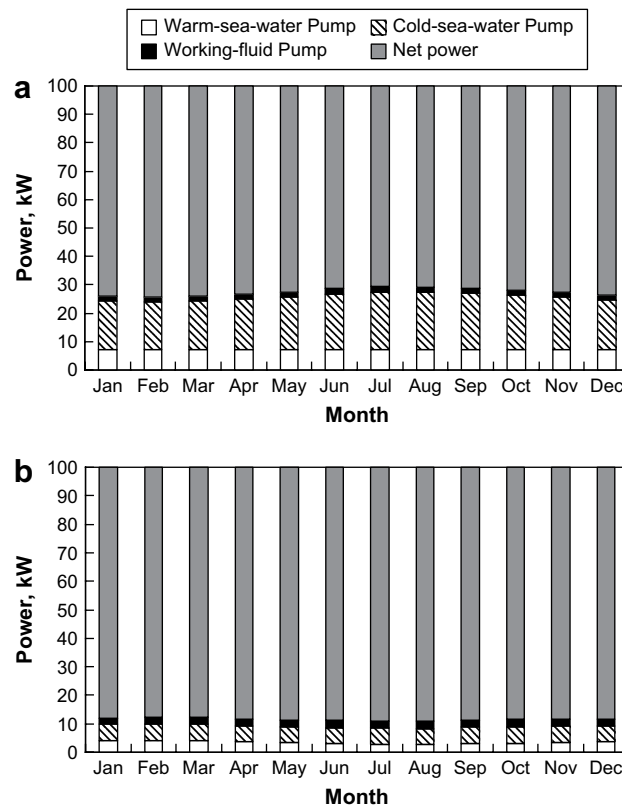 Warm-sea-water Pump Cold-sea-water Pump
Working-fluid Pump Net power
a
100
90
80
70
60
50
40
30
20
10
0
Power, kW
Jan Feb Mar Apr May Jun Jul Aug Sep Oct Nov Dec
Month
b
100
90
80
70
60
50
40
30
20
10
0
Power, kW
Jan Feb Mar Apr May Jun Jul Aug Sep Oct Nov Dec
Month